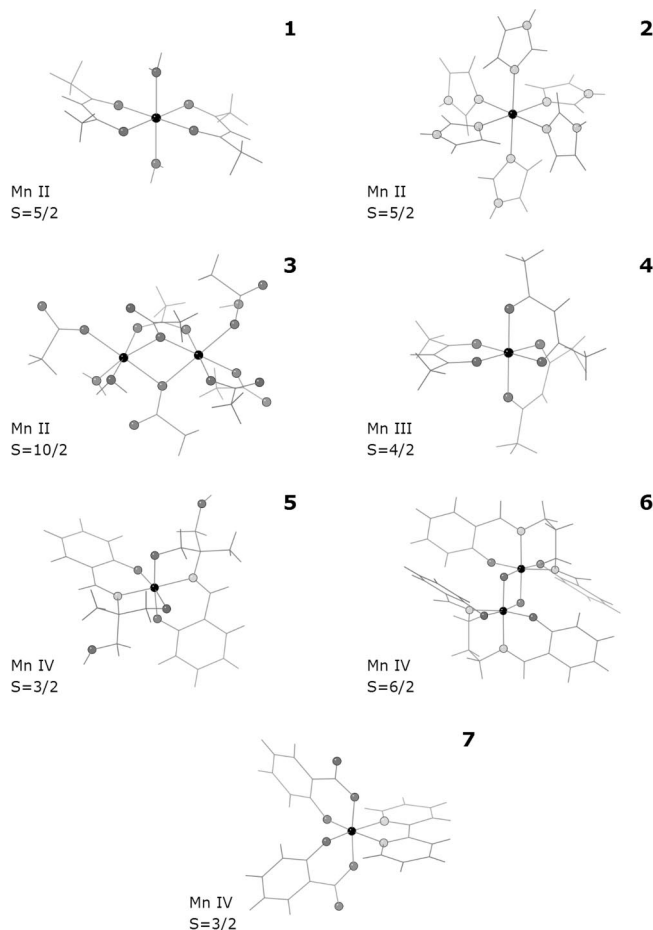 1
Mn II
S=5/2
2
Mn II
S=5/2
3
Mn II
S=10/2
4
Mn III
S=4/2
5
Mn IV
S=3/2
6
Mn IV
S=6/2
7
Mn IV
S=3/2